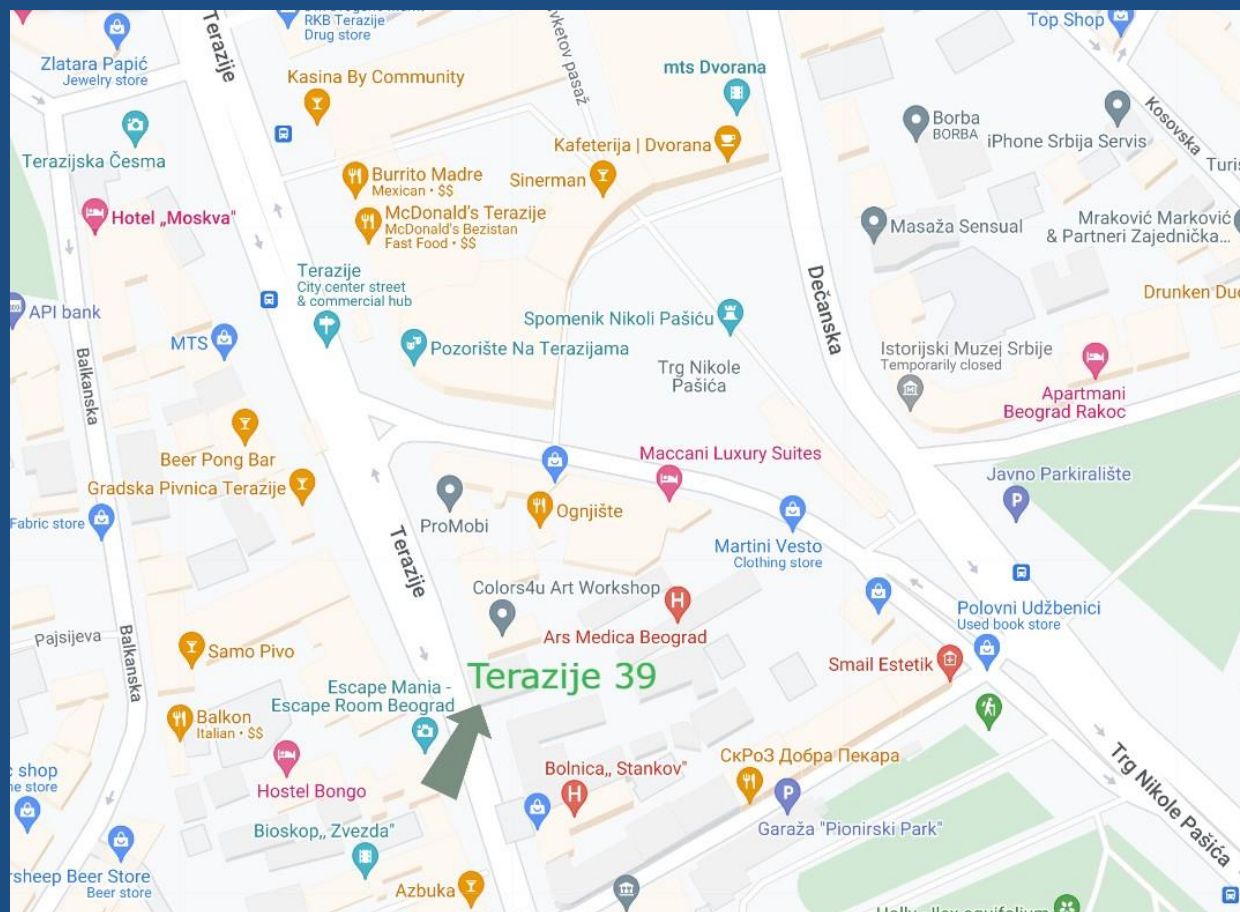 RKB Terazije
Drug store
Top Shop
Zlatara Papić
Jewelry store
Terazije
Kasina By Community
pasaž
mts Dvorana
Kosovska
Borba
BORBA
iPhone Srbija Servis
Terazijska Česma
Kafeterija | Dvorana
Burrito Madre
Mexican • $$
Sinerman
Hotel „Moskva"
McDonald's Terazije
McDonald's Bezistan
Fast Food • $$
Masaža Sensual
Mraković Marković
& Partneri Zajednička...
Terazije
City center street
& commercial hub
Dečanska
API bank
Spomenik Nikoli Pašiću
MTS
Pozorište Na Terazijama
Trg Nikole
Pašića
Istorijski Muzej Srbije
Temporarily closed
Balkanska
Apartmani
Beograd Rakoc
Beer Pong Bar
Maccani Luxury Suites
Gradska Pivnica Terazije
Javno Parkiralište
Fabric store
ProMobi
Ognjište
Terazije
Martini Vesto
Clothing store
Colors4u Art Workshop
Polovni Udžbenici
Used book store
Pajsijeva
Balkanska
Ars Medica Beograd
Samo Pivo
Smail Estetik
Terazije 39
Escape Mania -
Escape Room Beograd
Balkon
Italian • $$
СкРоЗ Добра Пекара
Bolnica,, Stankov"
shop
store
Hostel Bongo
Trg Nikole Pašića
Garaža "Pionirski Park"
Bioskop,, Zvezda"
Beer Store
Beer store
Azbuka